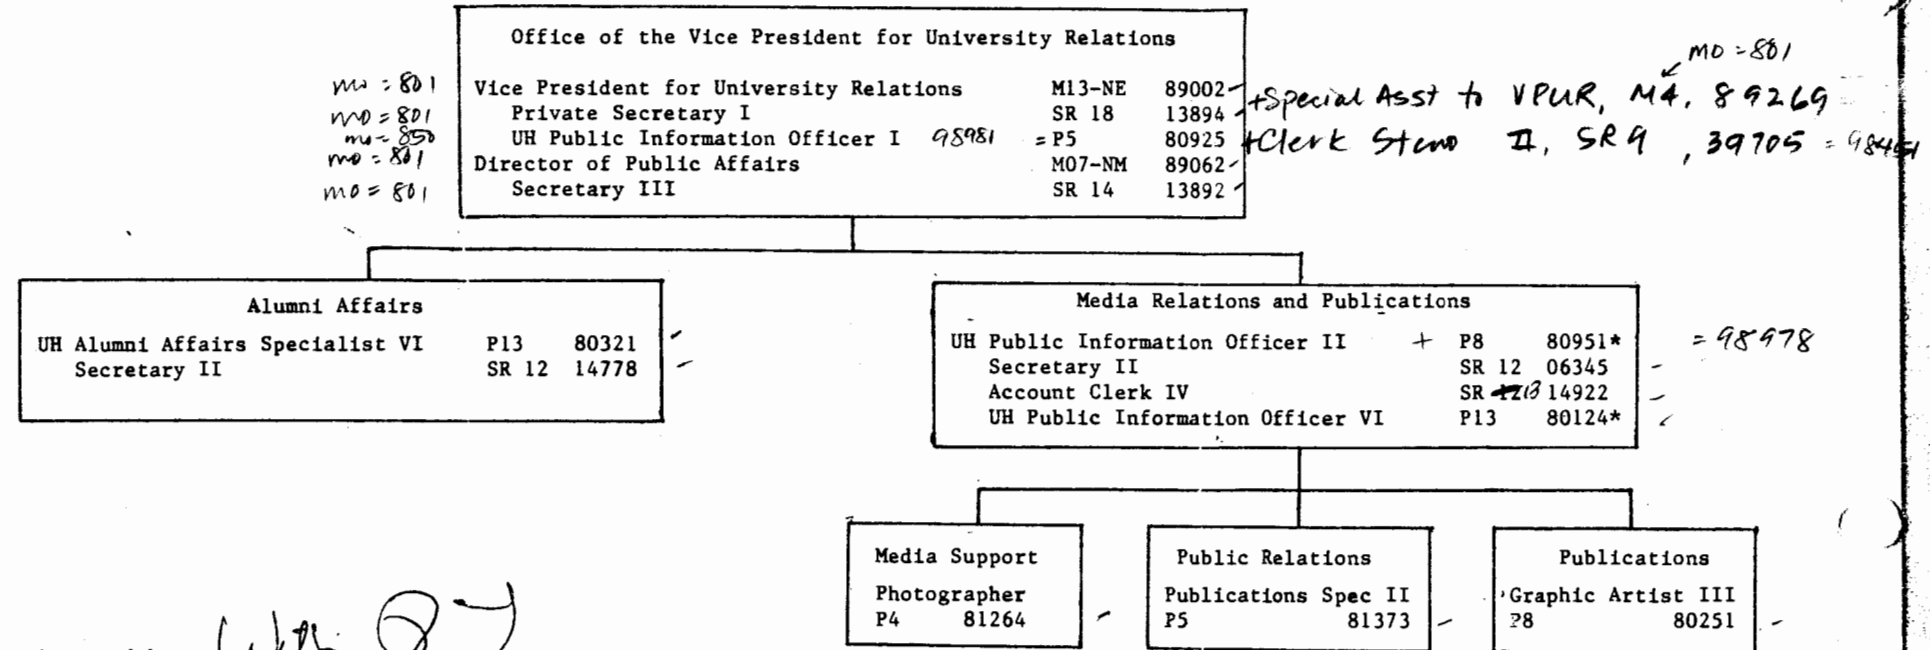 Office of the Vice President for University Relations
mo = 801
mo = 801 Vice President for University Relations M13-NE 89002 +Special Asst to VPUR, M4, 89269
mo = 801 Private Secretary I SR 18 13894
mo = 850 UH Public Information Officer I 98981 = P5 80925 +Clerk Steno II, SR9, 39705
mo = 801 Director of Public Affairs M07-NM 89062
mo = 801 Secretary III SR 14 13892
Alumni Affairs
UH Alumni Affairs Specialist VI P13 80321
Secretary II SR 12 14778
Media Relations and Publications
UH Public Information Officer II + P8 80951* = 98978
Secretary II SR 12 06345
Account Clerk IV SR 13 14922
UH Public Information Officer VI P13 80124*
Media Support
Photographer
P4 81264
Public Relations
Publications Spec II
P5 81373
Publications
Graphic Artist III
P8 80251